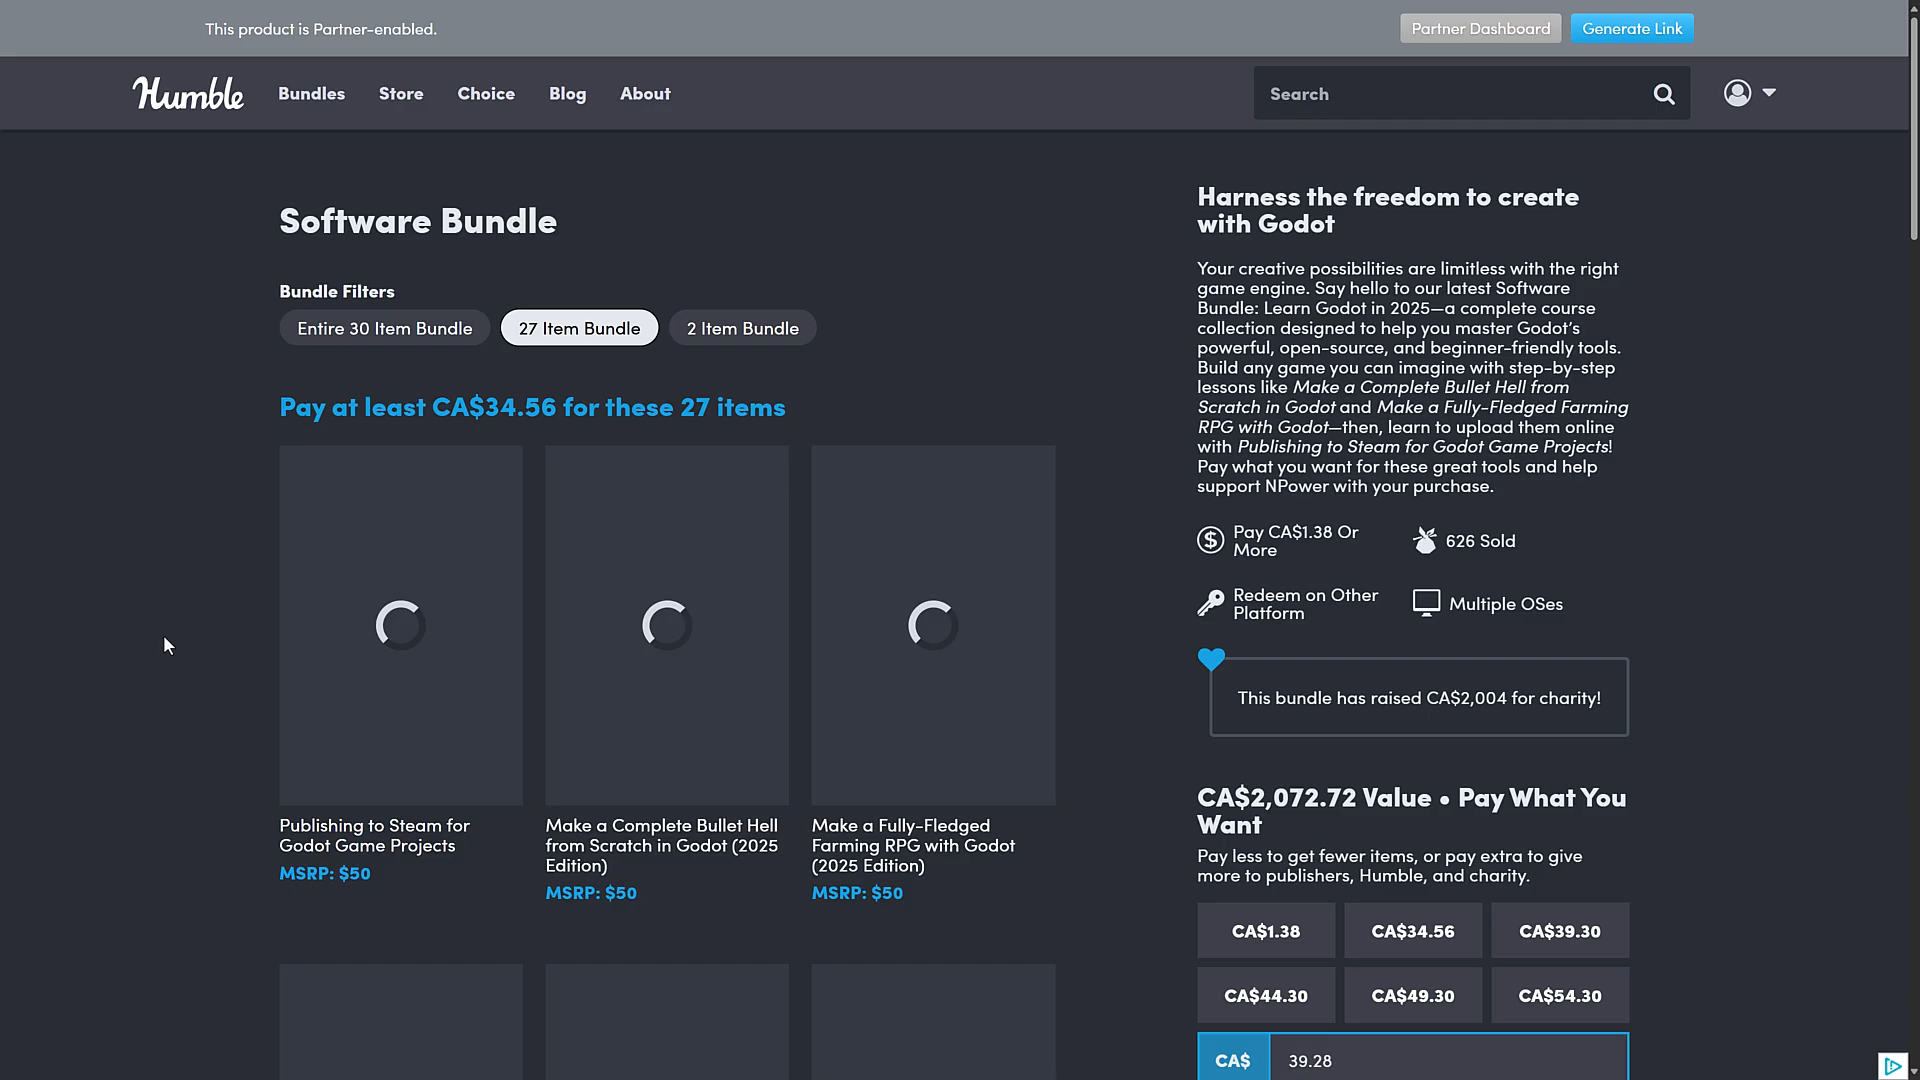 This product is Partner-enabled.
Partner Dashboard
Generate Link
Humble
Bundles
Store
Choice
Blog
About
Search
Software Bundle
Bundle Filters
Entire 30 Item Bundle
27 Item Bundle
2 Item Bundle
Pay at least CA$34.56 for these 27 items
Publishing to Steam for
Godot Game Projects
MSRP: $50
Make a Complete Bullet Hell
from Scratch in Godot (2025
Edition)
MSRP: $50
Make a Fully-Fledged
Farming RPG with Godot
(2025 Edition)
MSRP: $50
Harness the freedom to create
with Godot
Your creative possibilities are limitless with the right
game engine. Say hello to our latest Software
Bundle: Learn Godot in 2025—a complete course
collection designed to help you master Godot’s
powerful, open-source, and beginner-friendly tools.
Build any game you can imagine with step-by-step
lessons like Make a Complete Bullet Hell from
Scratch in Godot and Make a Fully-Fledged Farming
RPG with Godot—then, learn to upload them online
with Publishing to Steam for Godot Game Projects!
Pay what you want for these great tools and help
support NPower with your purchase.
Pay CA$1.38 Or
More
626 Sold
Redeem on Other
Platform
Multiple OSes
This bundle has raised CA$2,004 for charity!
CA$2,072.72 Value • Pay What You
Want
Pay less to get fewer items, or pay extra to give
more to publishers, Humble, and charity.
CA$1.38
CA$34.56
CA$39.30
CA$44.30
CA$49.30
CA$54.30
CA$
39.28